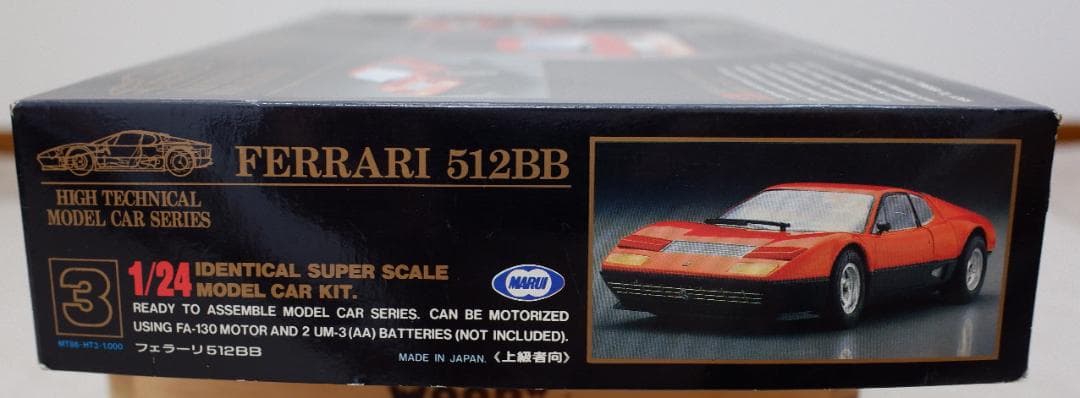 FERRARI 512BB
HIGH TECHNICAL
MODEL CAR SERIES
3
1/24 IDENTICAL SUPER SCALE
MODEL CAR KIT.
MARUI
READY TO ASSEMBLE MODEL CAR SERIES. CAN BE MOTORIZED
USING FA-130 MOTOR AND 2 UM-3 (AA) BATTERIES (NOT INCLUDED).
MT86-HT3-1000
フェラーリ512BB
MADE IN JAPAN.《上級者向》